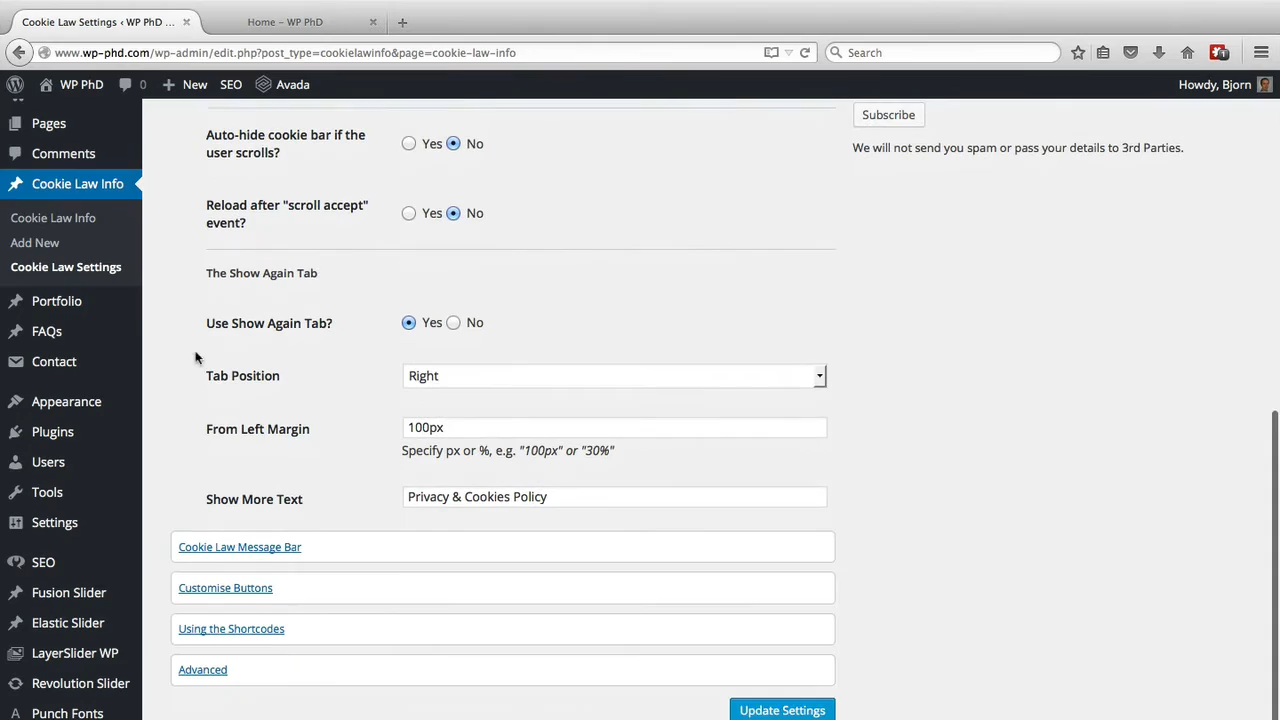 Cookie Law Settings ‹ WP PhD ...
Home – WP PhD
www.wp-phd.com/wp-admin/edit.php?post_type=cookielawinfo&page=cookie-law-info
Search
1
WP PhD
0
New
SEO
Avada
Howdy, Bjorn
Pages
Comments
Cookie Law Info
Cookie Law Info
Add New
Cookie Law Settings
Portfolio
FAQs
Contact
Appearance
Plugins
Users
Tools
Settings
SEO
Fusion Slider
Elastic Slider
LayerSlider WP
Revolution Slider
Punch Fonts
Auto-hide cookie bar if the
user scrolls?
Yes No
Reload after "scroll accept"
event?
Yes No
The Show Again Tab
Use Show Again Tab?
Yes No
Tab Position
Right
From Left Margin
100px
Specify px or %, e.g. "100px" or "30%"
Show More Text
Privacy & Cookies Policy
Cookie Law Message Bar
Customise Buttons
Using the Shortcodes
Advanced
Update Settings
Subscribe
We will not send you spam or pass your details to 3rd Parties.